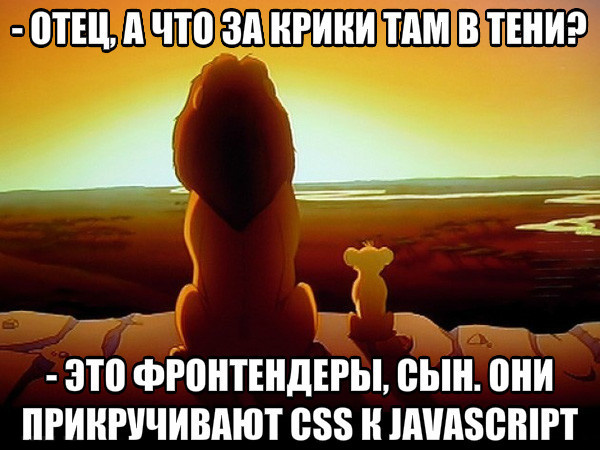 - ОТЕЦ, А ЧТО ЗА КРИКИ ТАМ В ТЕНИ?
- ЭТО ФРОНТЕНДЕРЫ, СЫН. ОНИ
ПРИКРУЧИВАЮТ CSS К JAVASCRIPT